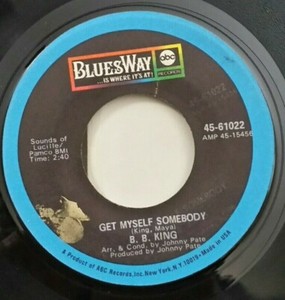 BLUESWAY
...IS WHERE IT'S AT!
abc
RECORDS
Sounds of
Lucille/
Pamco BMI
Time: 2:40
45-61022
AMP 45-15456
GET MYSELF SOMEBODY
(King, Maya)
B. B. KING
Arr. & Cond. by Johnny Pate
Produced by Johnny Pate
A Product of ABC Records, Inc. New York, N.Y. 10019 • Made in USA